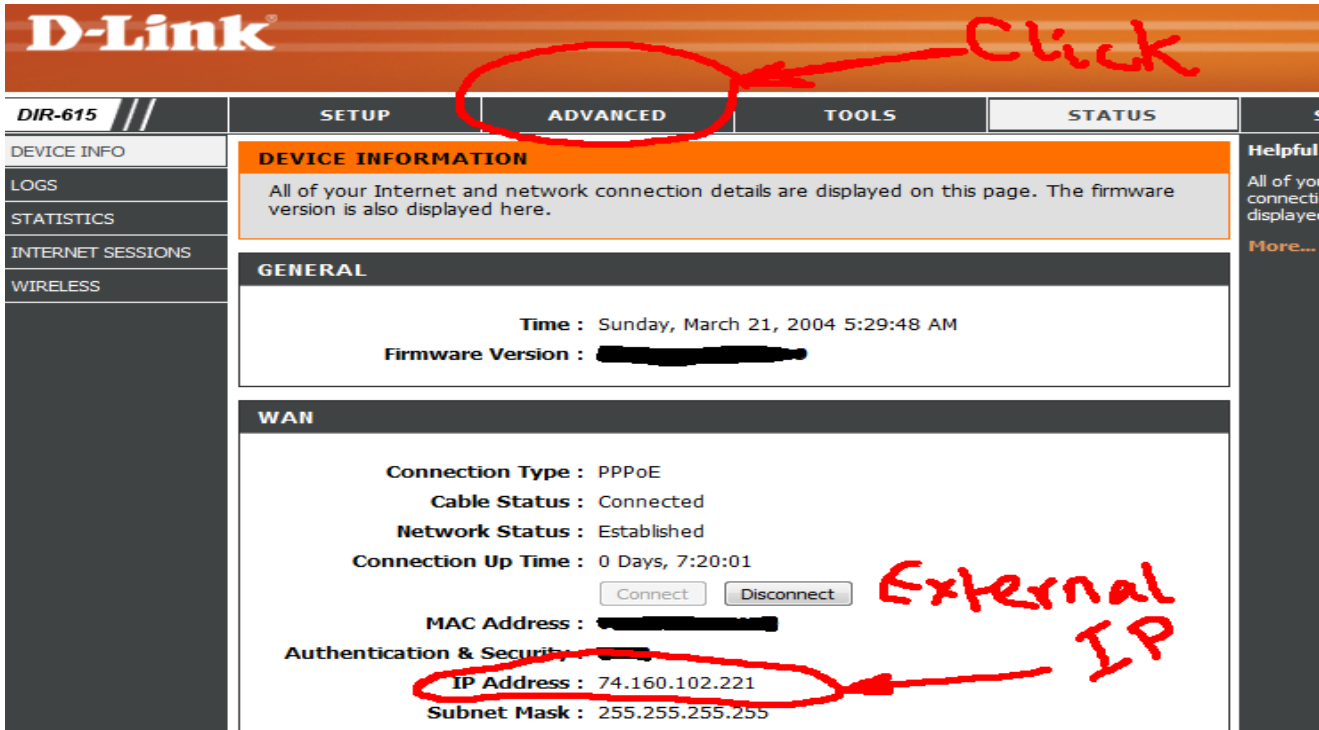 D-Link®
Click
DIR-615
SETUP ADVANCED TOOLS STATUS
DEVICE INFO
LOGS
STATISTICS
INTERNET SESSIONS
WIRELESS
DEVICE INFORMATION
All of your Internet and network connection details are displayed on this page. The firmware
version is also displayed here.
GENERAL
Time : Sunday, March 21, 2004 5:29:48 AM
Firmware Version :
WAN
Connection Type : PPPoE
Cable Status : Connected
Network Status : Established
Connection Up Time : 0 Days, 7:20:01
Connect Disconnect
MAC Address :
Authentication & Security :
IP Address : 74.160.102.221
Subnet Mask : 255.255.255.255
External
IP
Helpful
All of
displayed
More...